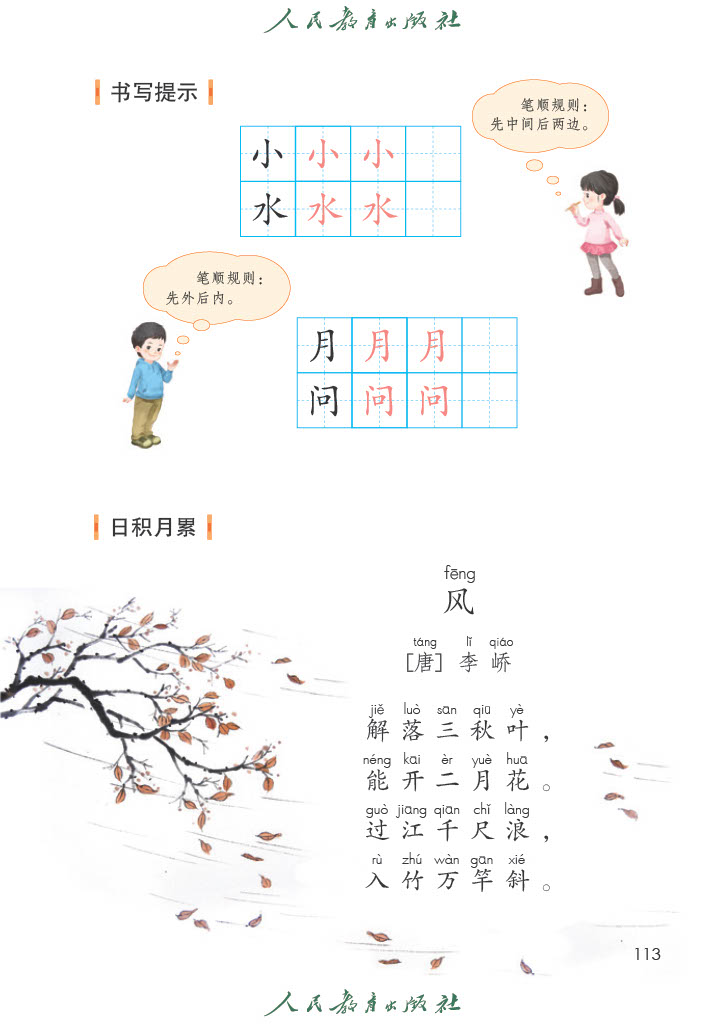 人民教育出版社
书写提示
笔顺规则：
先中间后两边。
小 小 小
水 水 水
笔顺规则：
先外后内。
月 月 月
问 问 问
日积月累
fēng
风
táng lǐ qiáo
[唐] 李 峤
jiě luò sān qiū yè
解 落 三 秋 叶，
néng kāi èr yuè huā
能 开 二 月 花。
guò jiāng qiān chǐ làng
过 江 千 尺 浪，
rù zhú wàn gān xié
入 竹 万 竿 斜。
113
人民教育出版社